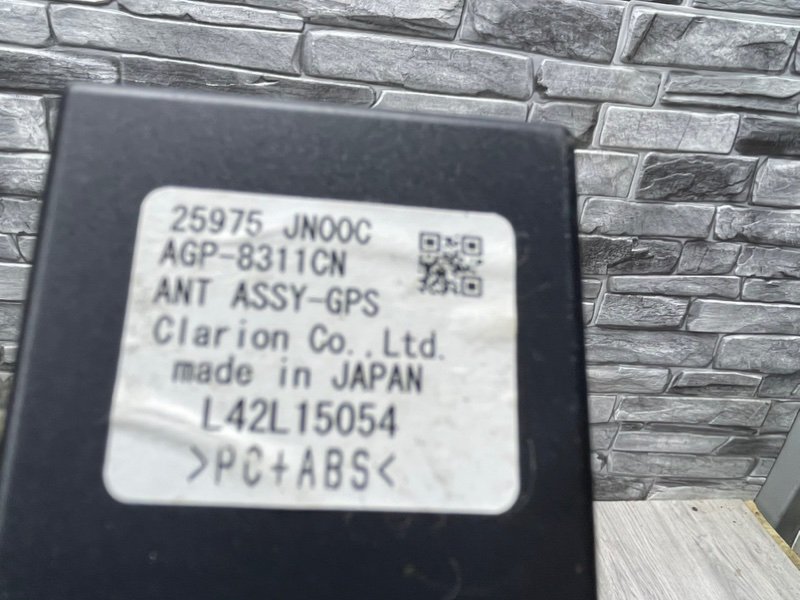 25975 JN00C
AGP-8311CN
ANT ASSY-GPS
Clarion Co.,Ltd.
made in JAPAN
L42L15054
>PC+ABS<